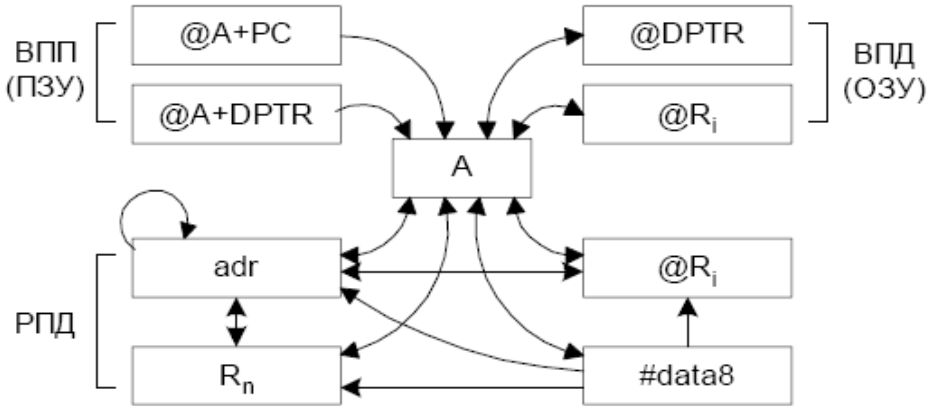 @A+PC
@DPTR
ВПП
(ПЗУ)
ВПД
(ОЗУ)
@A+DPTR
@Ri
A
adr
@Ri
РПД
Rn
#data8